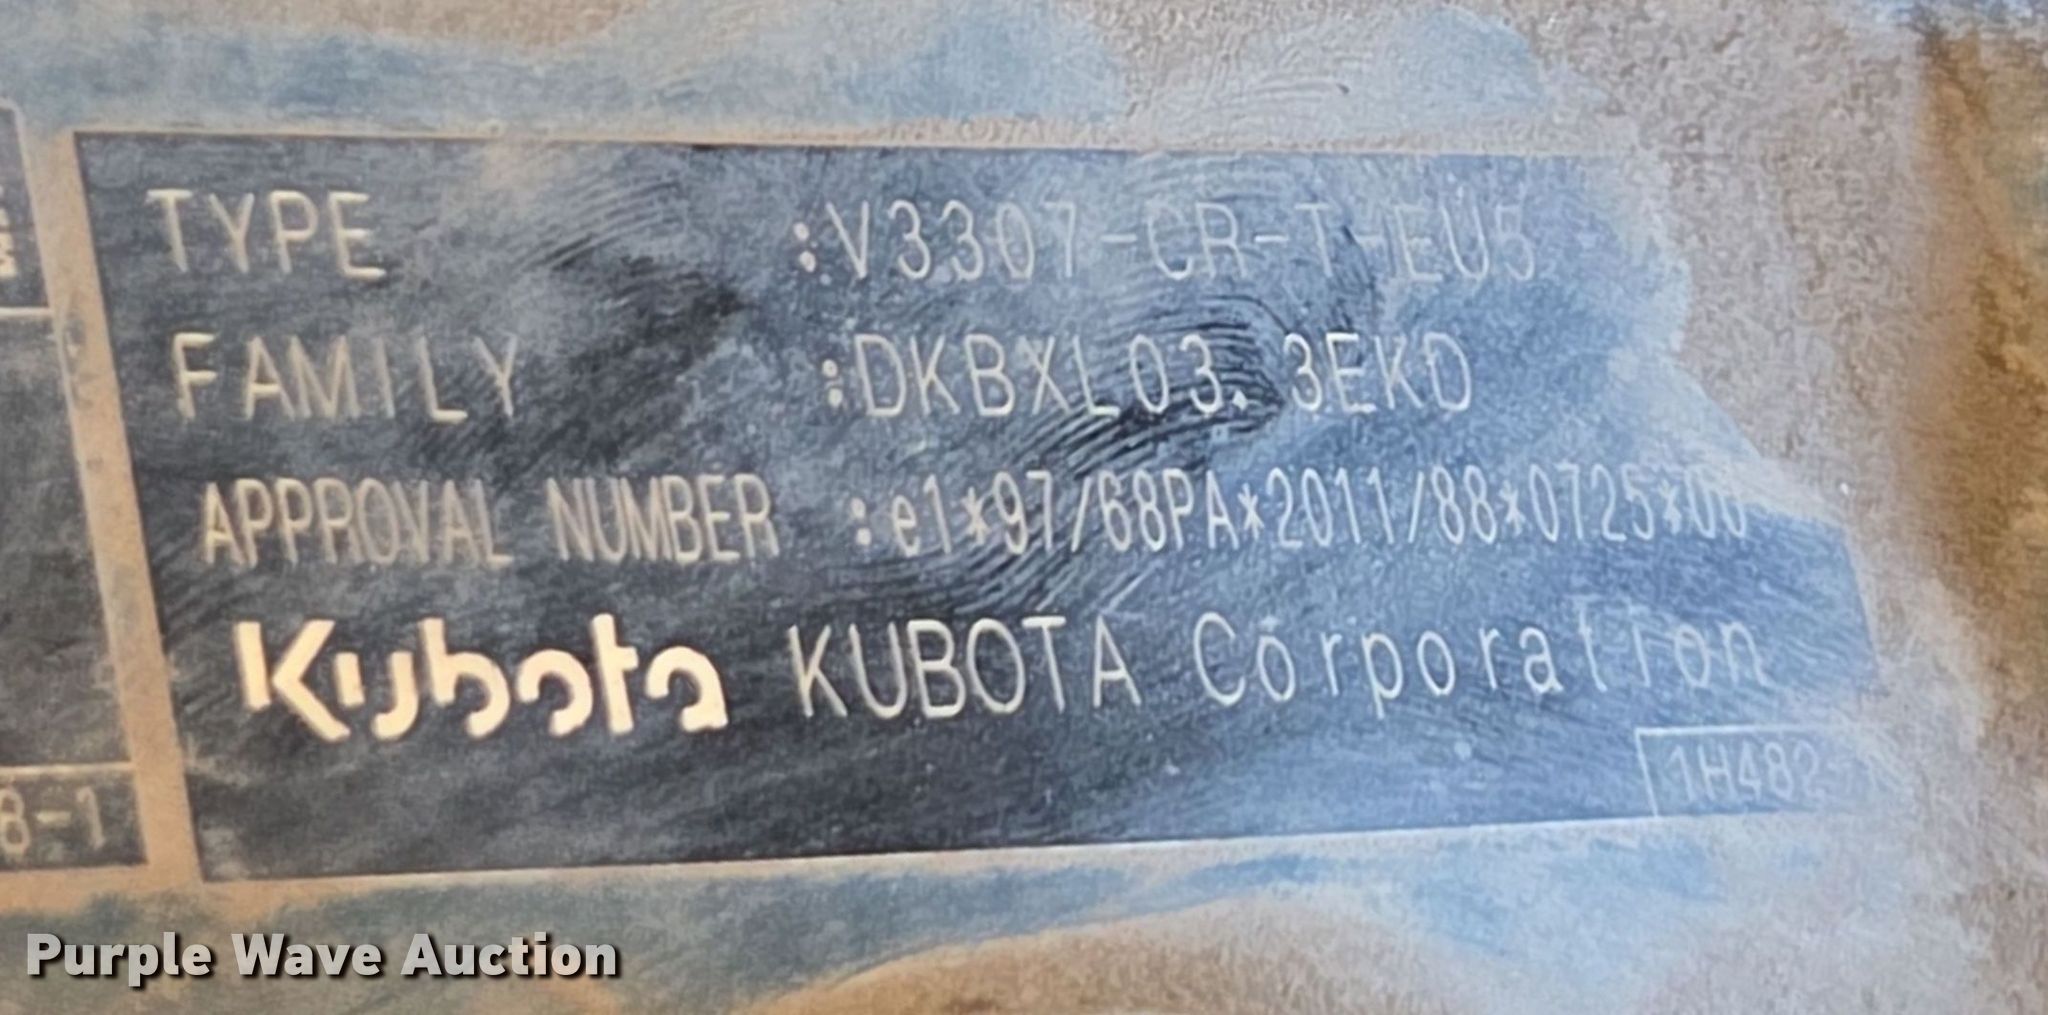 TYPE :V3307-CR-T-EU5
FAMILY :DKBXL03.3EKD
APPROVAL NUMBER :e1*97/68PA*2011/88*0725*00
Kubota KUBOTA Corporation
1H482
8-1
Purple Wave Auction